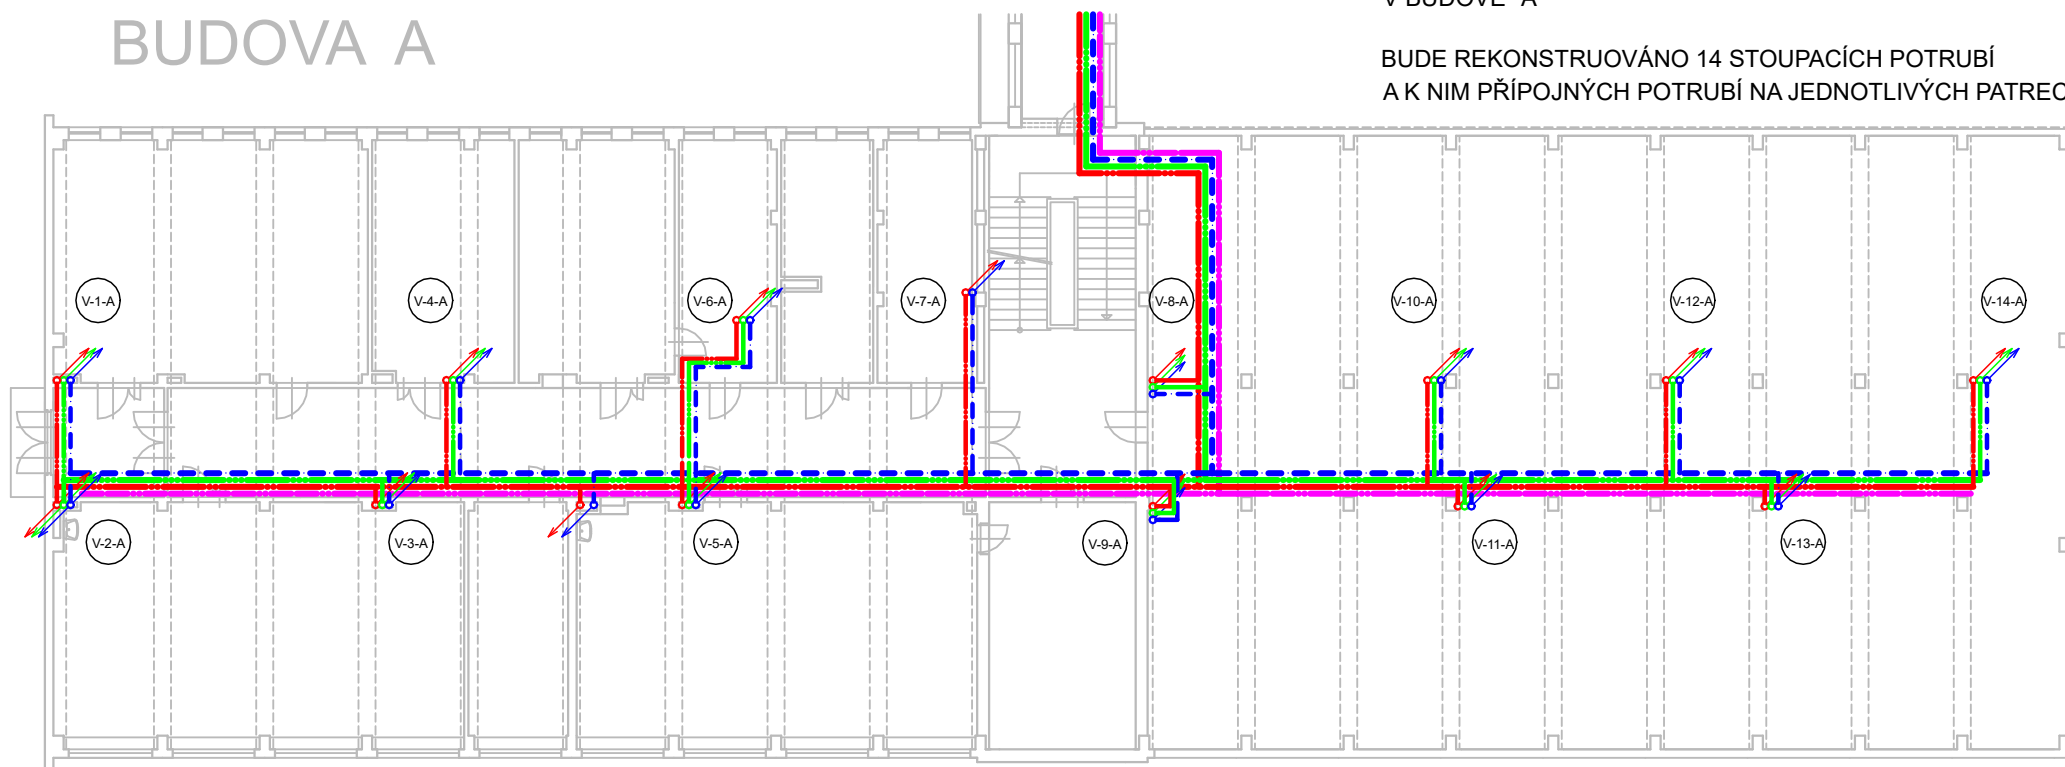 V BUDOVĚ A
BUDOVA A
BUDE REKONSTRUOVÁNO 14 STOUPACÍCH POTRUBÍ
A K NIM PŘÍPOJNÝCH POTRUBÍ NA JEDNOTLIVÝCH PATREC
V-1-A
V-4-A
V-6-A
V-7-A
V-8-A
V-10-A
V-12-A
V-14-A
V-2-A
V-3-A
V-5-A
V-9-A
V-11-A
V-13-A